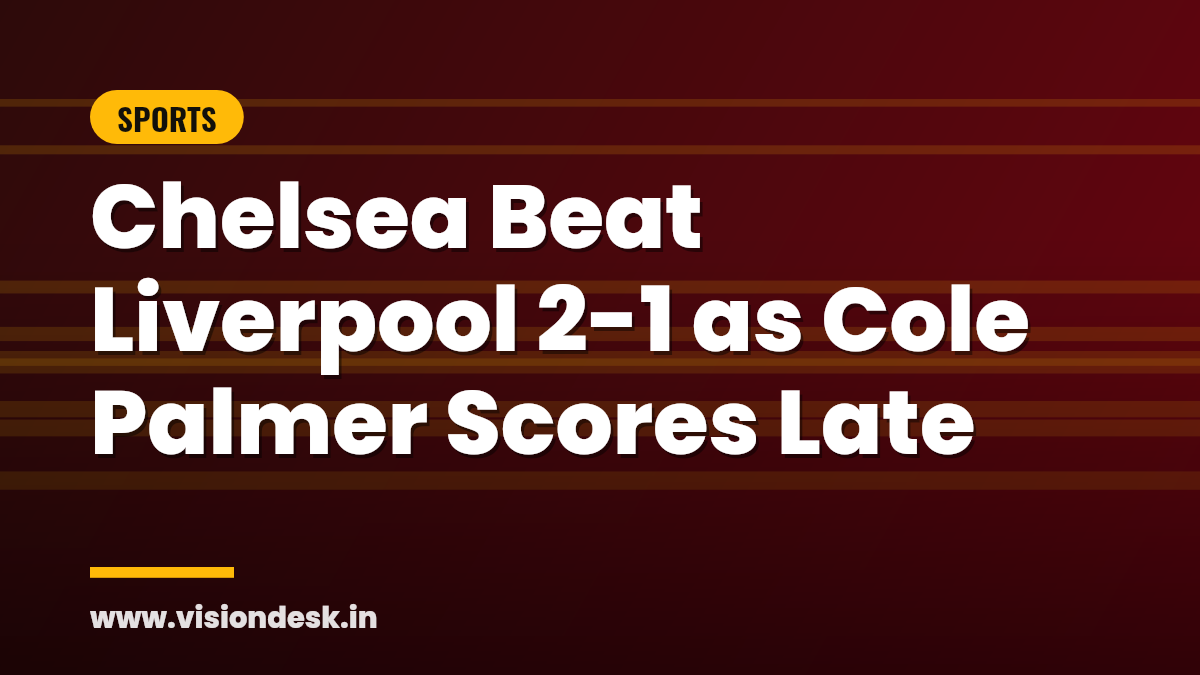 SPORTS
Chelsea Beat
Liverpool 2-1 as Cole
Palmer Scores Late
www.visiondesk.in